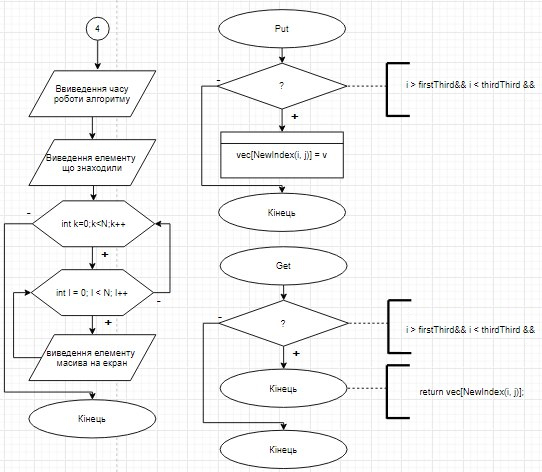 4
Ввиведення часу
роботи алгоритму
Виведення елементу
що знаходили
-
int k=0;k<N;k++
+
int l = 0; l < N; l++
-
+
виведення елементу
масива на екран
Кінець
Put
-
?
i > firstThird&& i < thirdThird &&
+
vec[NewIndex(i, j)] = v
Кінець
Get
-
?
i > firstThird&& i < thirdThird &&
+
Кінець
return vec[NewIndex(i, j)];
Кінець